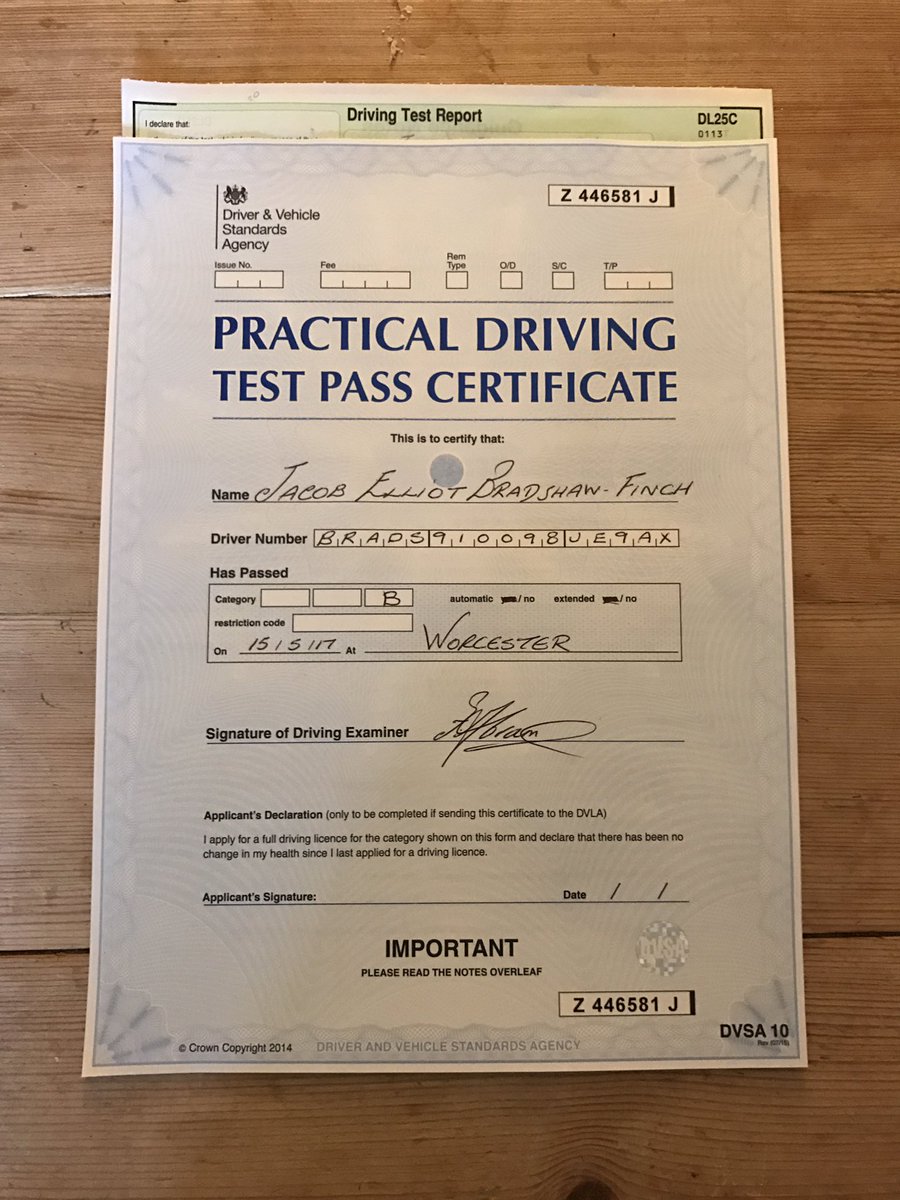 Driving Test Report
DL25C
0113
I declare that:
Driver & Vehicle
Standards
Agency
Z 446581 J
Issue No.
Fee
Rem
Type
O/D
S/C
T/P
PRACTICAL DRIVING
TEST PASS CERTIFICATE
This is to certify that:
Name JACOB ELLIOT BRADSHAW-FINCH
Driver Number BRADS910098JE9AX
Has Passed
Category B automatic / no extended / no
restriction code
On 15/5/17 At WORCESTER
Signature of Driving Examiner
Applicant's Declaration (only to be completed if sending this certificate to the DVLA)
I apply for a full driving licence for the category shown on this form and declare that there has been no
change in my health since I last applied for a driving licence.
Applicant's Signature: Date / /
IMPORTANT
PLEASE READ THE NOTES OVERLEAF
DVSA
Z 446581 J
DVSA 10
© Crown Copyright 2014 DRIVER AND VEHICLE STANDARDS AGENCY